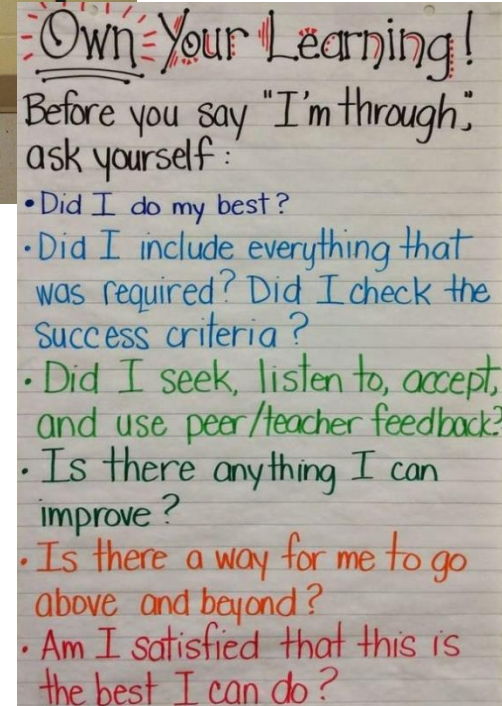 Own Your Learning!
Before you say "I'm through,"
ask yourself:
• Did I do my best?
• Did I include everything that
was required? Did I check the
success criteria?
• Did I seek, listen to, accept,
and use peer/teacher feedback?
• Is there anything I can
improve?
• Is there a way for me to go
above and beyond?
• Am I satisfied that this is
the best I can do?